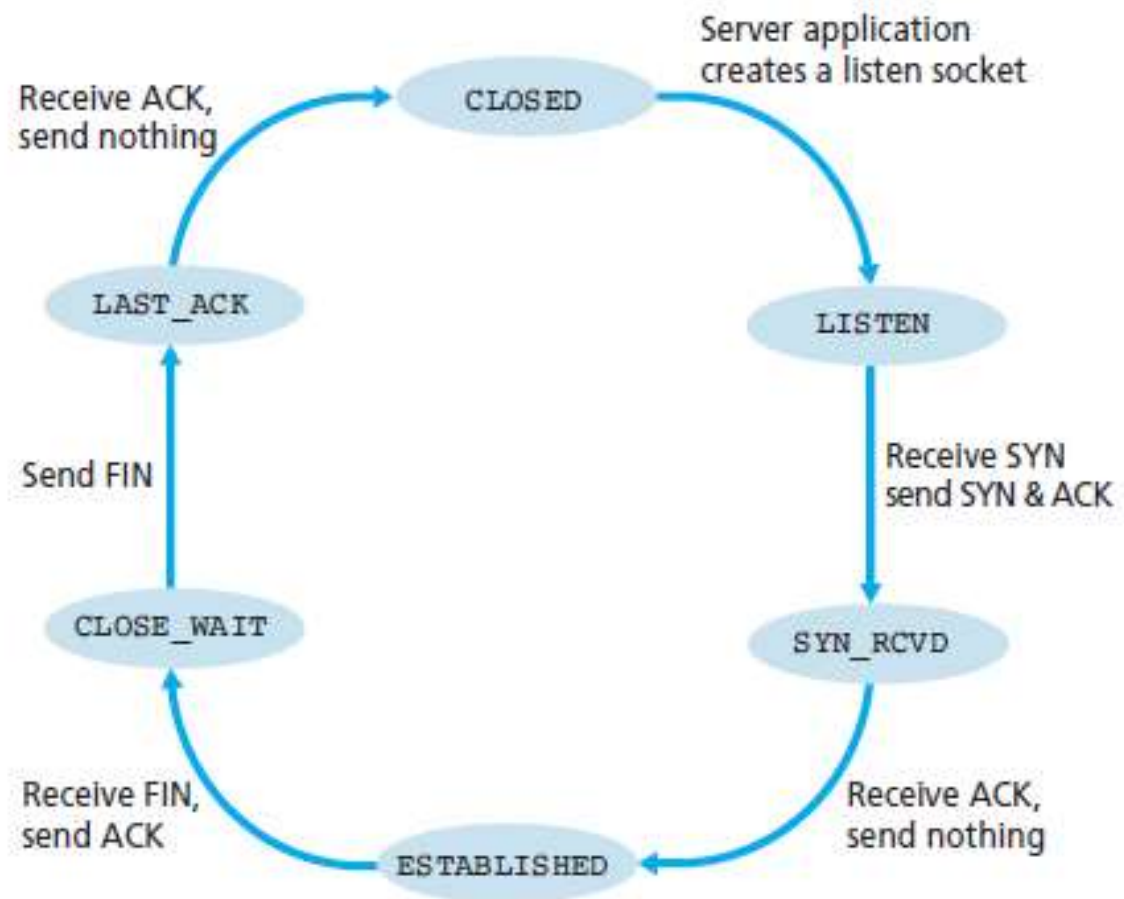 Server application
creates a listen socket
Receive ACK,
send nothing
CLOSED
LAST_ACK
LISTEN
Send FIN
Receive SYN
send SYN & ACK
CLOSE_WAIT
SYN_RCVD
Receive FIN,
send ACK
Receive ACK,
send nothing
ESTABLISHED